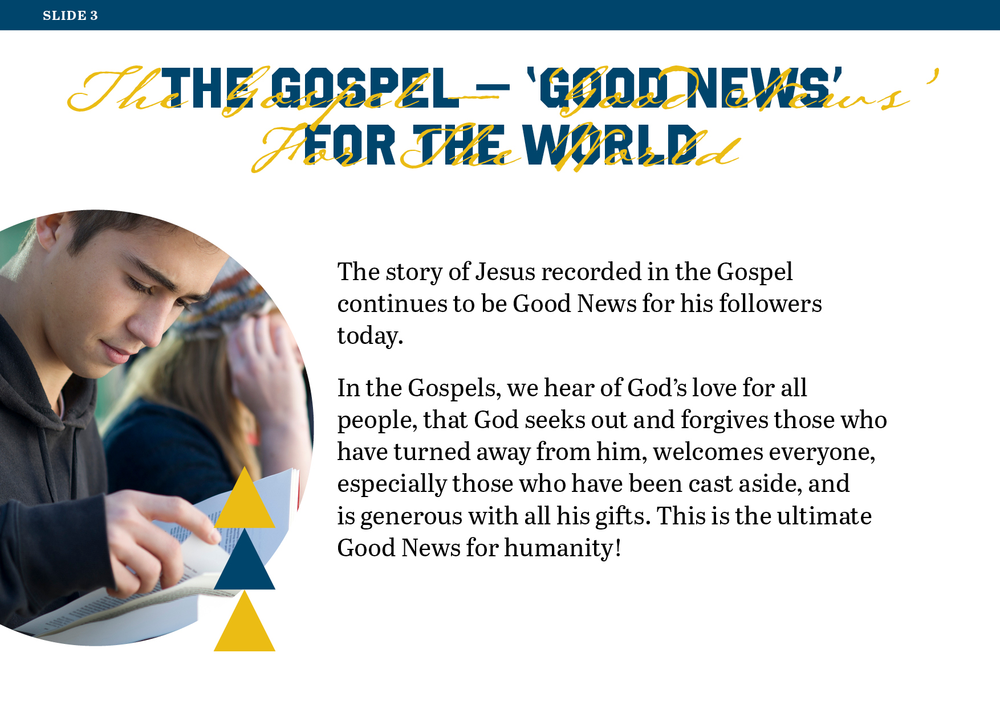 SLIDE 3
THE GOSPEL — ‘GOOD NEWS’
The Gospel — ‘Good News’
FOR THE WORLD
For The World
The story of Jesus recorded in the Gospel
continues to be Good News for his followers
today.
In the Gospels, we hear of God’s love for all
people, that God seeks out and forgives those who
have turned away from him, welcomes everyone,
especially those who have been cast aside, and
is generous with all his gifts. This is the ultimate
Good News for humanity!